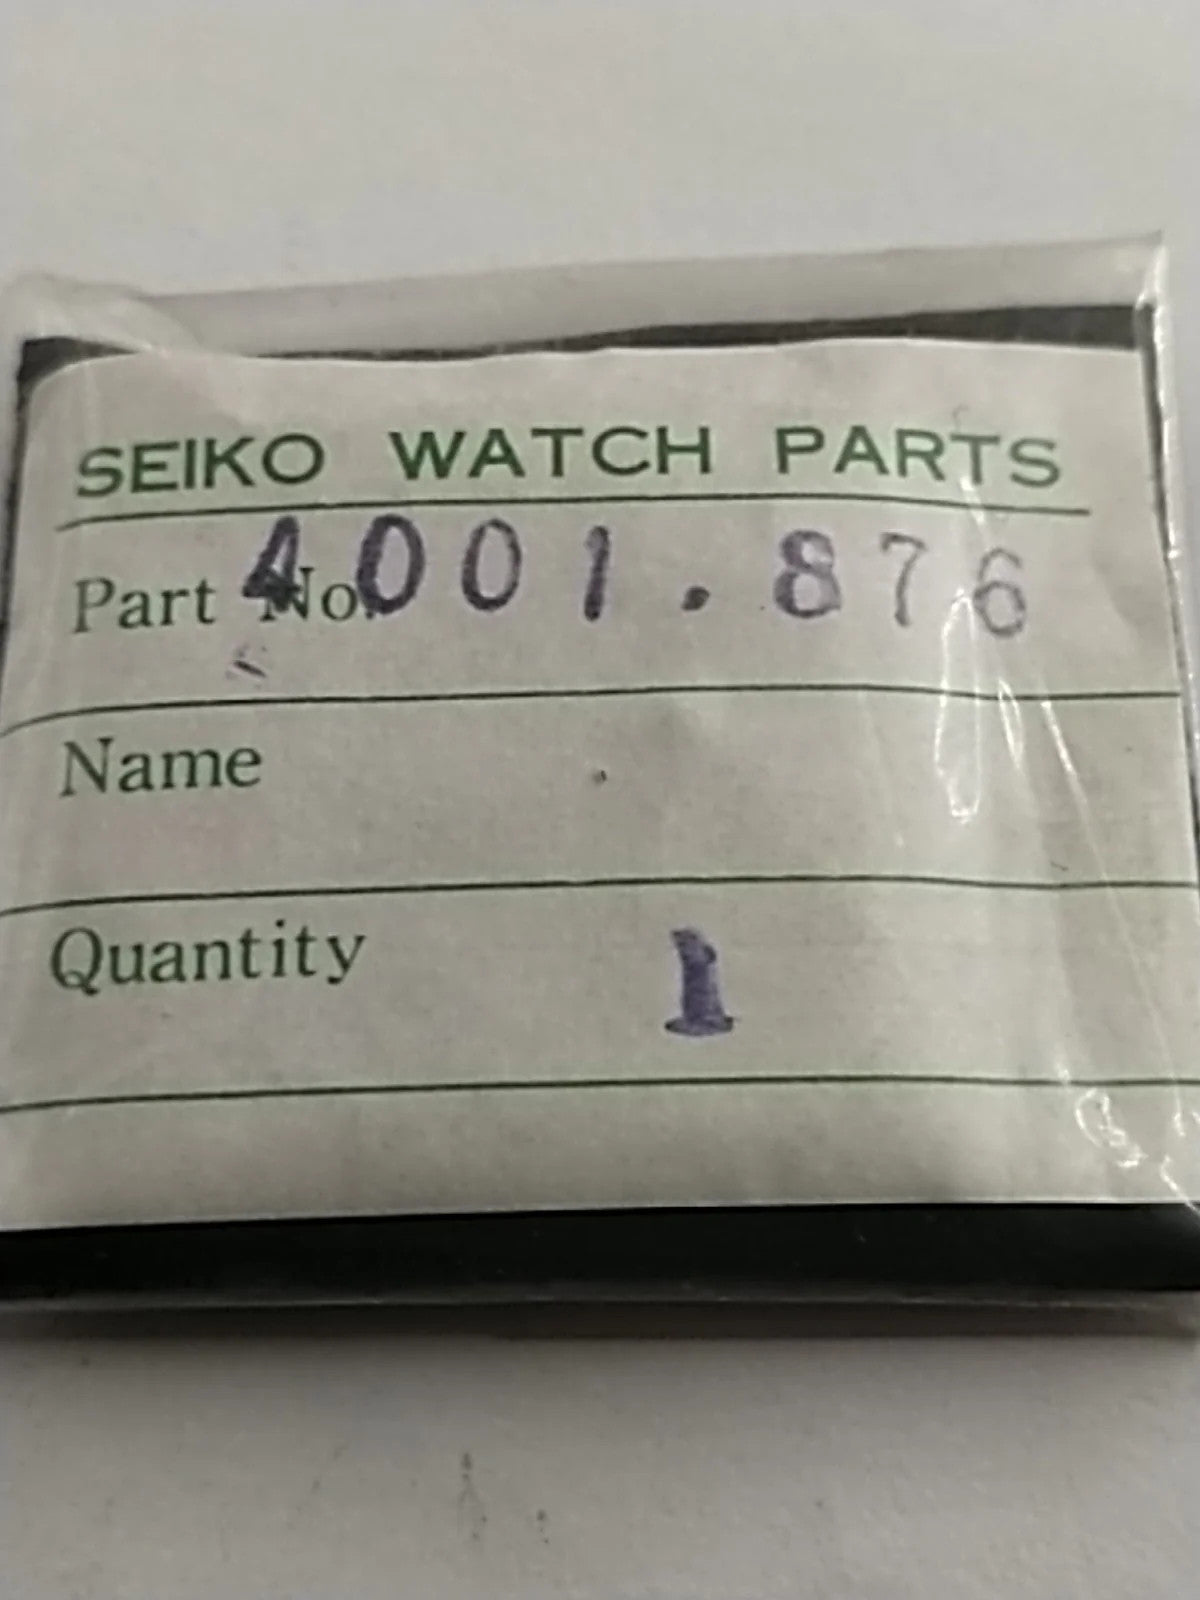 SEIKO WATCH PARTS
Part No. 4001.876
Name
Quantity 1